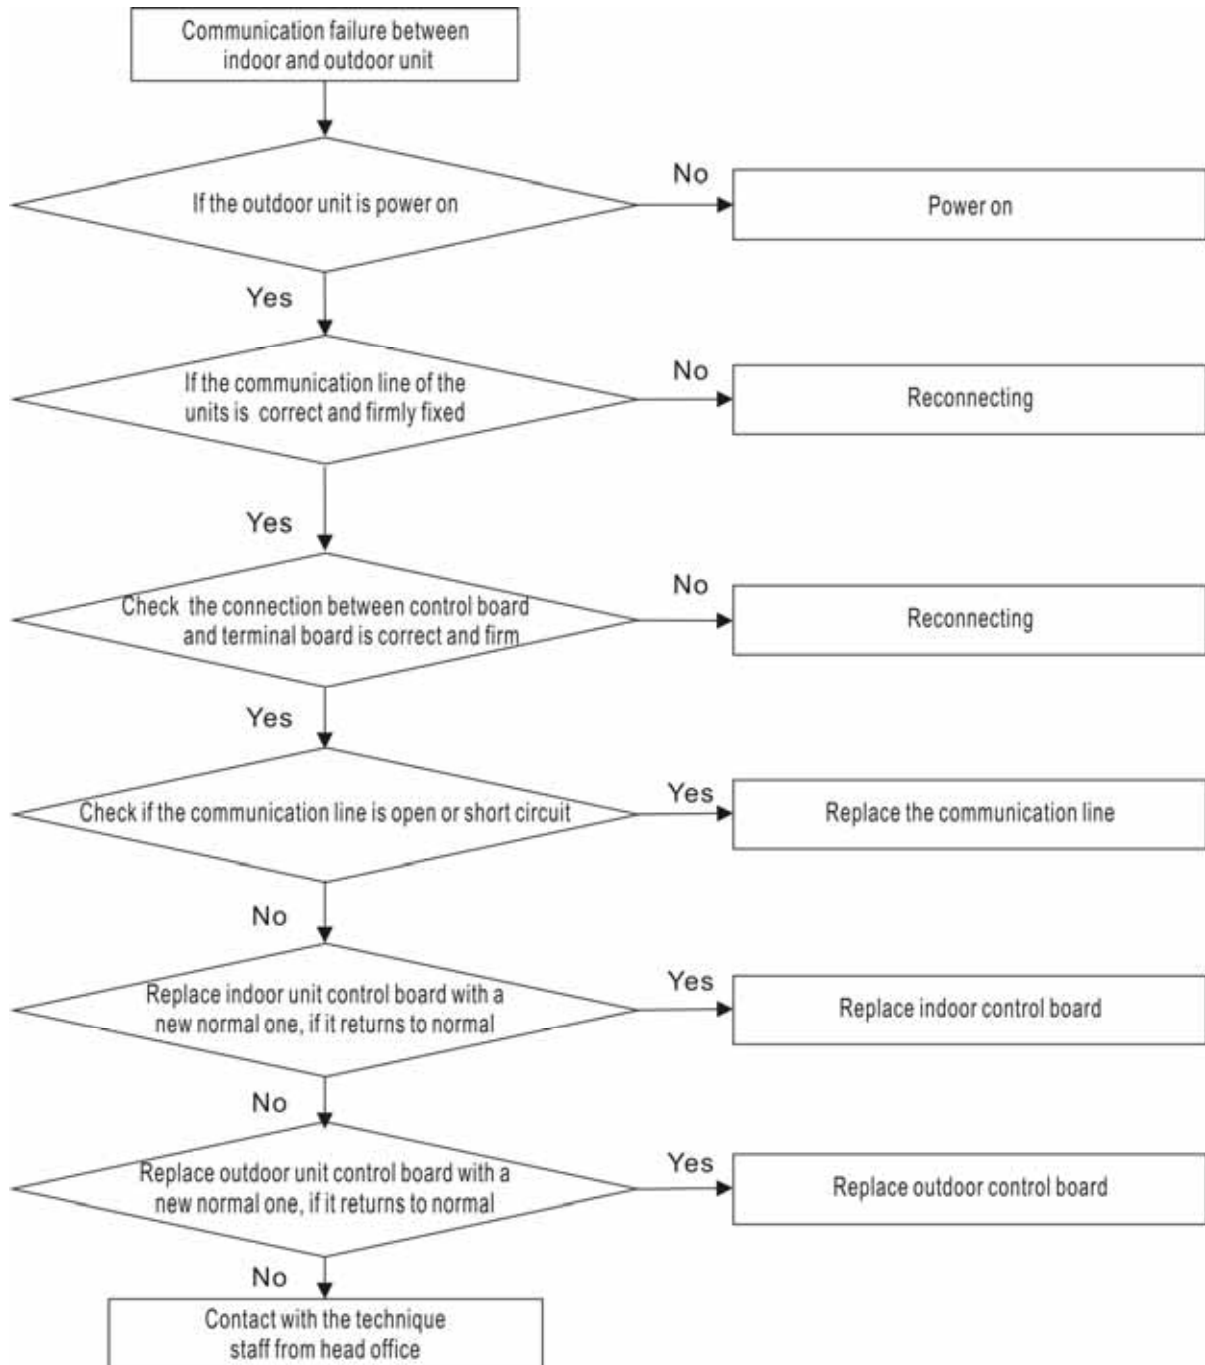 Communication failure between
indoor and outdoor unit
If the outdoor unit is power on
No
Power on
Yes
If the communication line of the
units is correct and firmly fixed
No
Reconnecting
Yes
Check the connection between control board
and terminal board is correct and firm
No
Reconnecting
Yes
Check if the communication line is open or short circuit
Yes
Replace the communication line
No
Replace indoor unit control board with a
new normal one, if it returns to normal
Yes
Replace indoor control board
No
Replace outdoor unit control board with a
new normal one, if it returns to normal
Yes
Replace outdoor control board
No
Contact with the technique
staff from head office